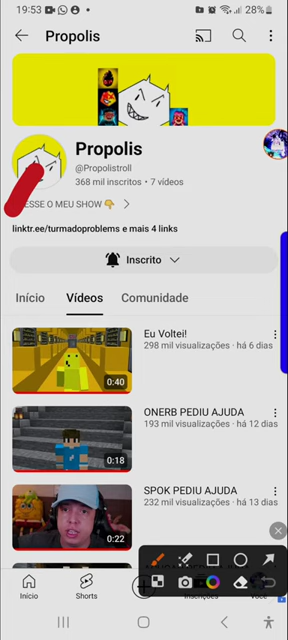 19:53
28%
Propolis
Propolis
@Propolistroll
368 mil inscritos • 7 vídeos
ESSE O MEU SHOW
linktr.ee/turmadoproblems e mais 4 links
Inscrito
Início Vídeos Comunidade
Eu Voltei!
298 mil visualizações · há 6 dias
0:40
ONERB PEDIU AJUDA
193 mil visualizações · há 12 dias
0:18
SPOK PEDIU AJUDA
232 mil visualizações · há 13 dias
0:22
Início Shorts Inscrições Você